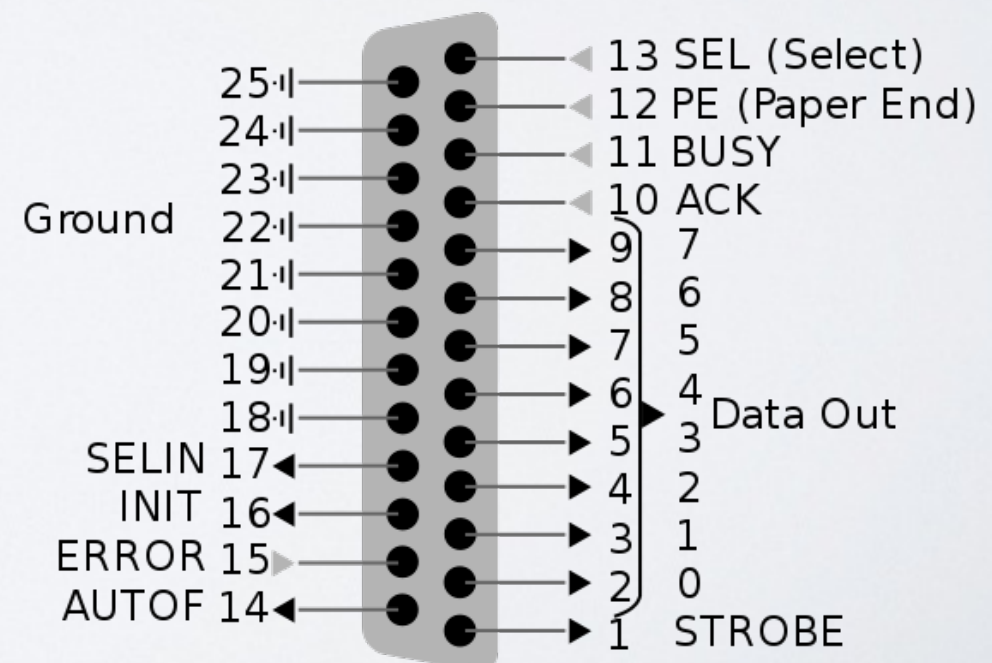 13 SEL (Select)
25
12 PE (Paper End)
24
11 BUSY
23
10 ACK
Ground
22
9 7
21
8 6
20
7 5
19
6 4
Data Out
18
5 3
SELIN 17
4 2
INIT 16
3 1
ERROR 15
2 0
AUTOF 14
1 STROBE